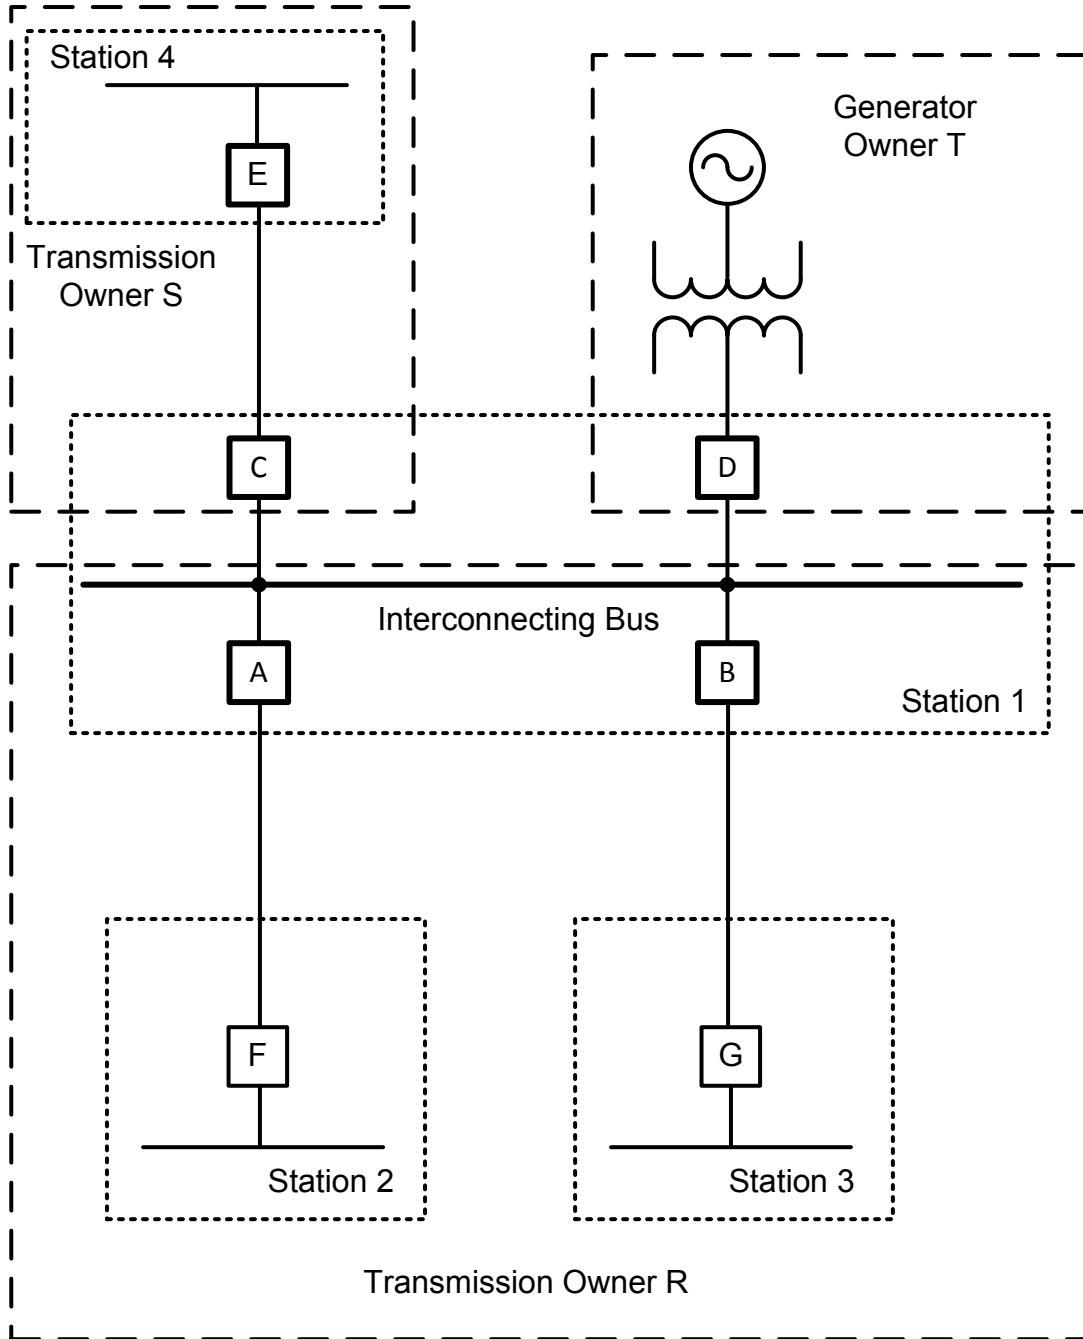 Station 4
E
Transmission
Owner S
Generator
Owner T
C
D
Interconnecting Bus
A
B
Station 1
F
G
Station 2
Station 3
Transmission Owner R